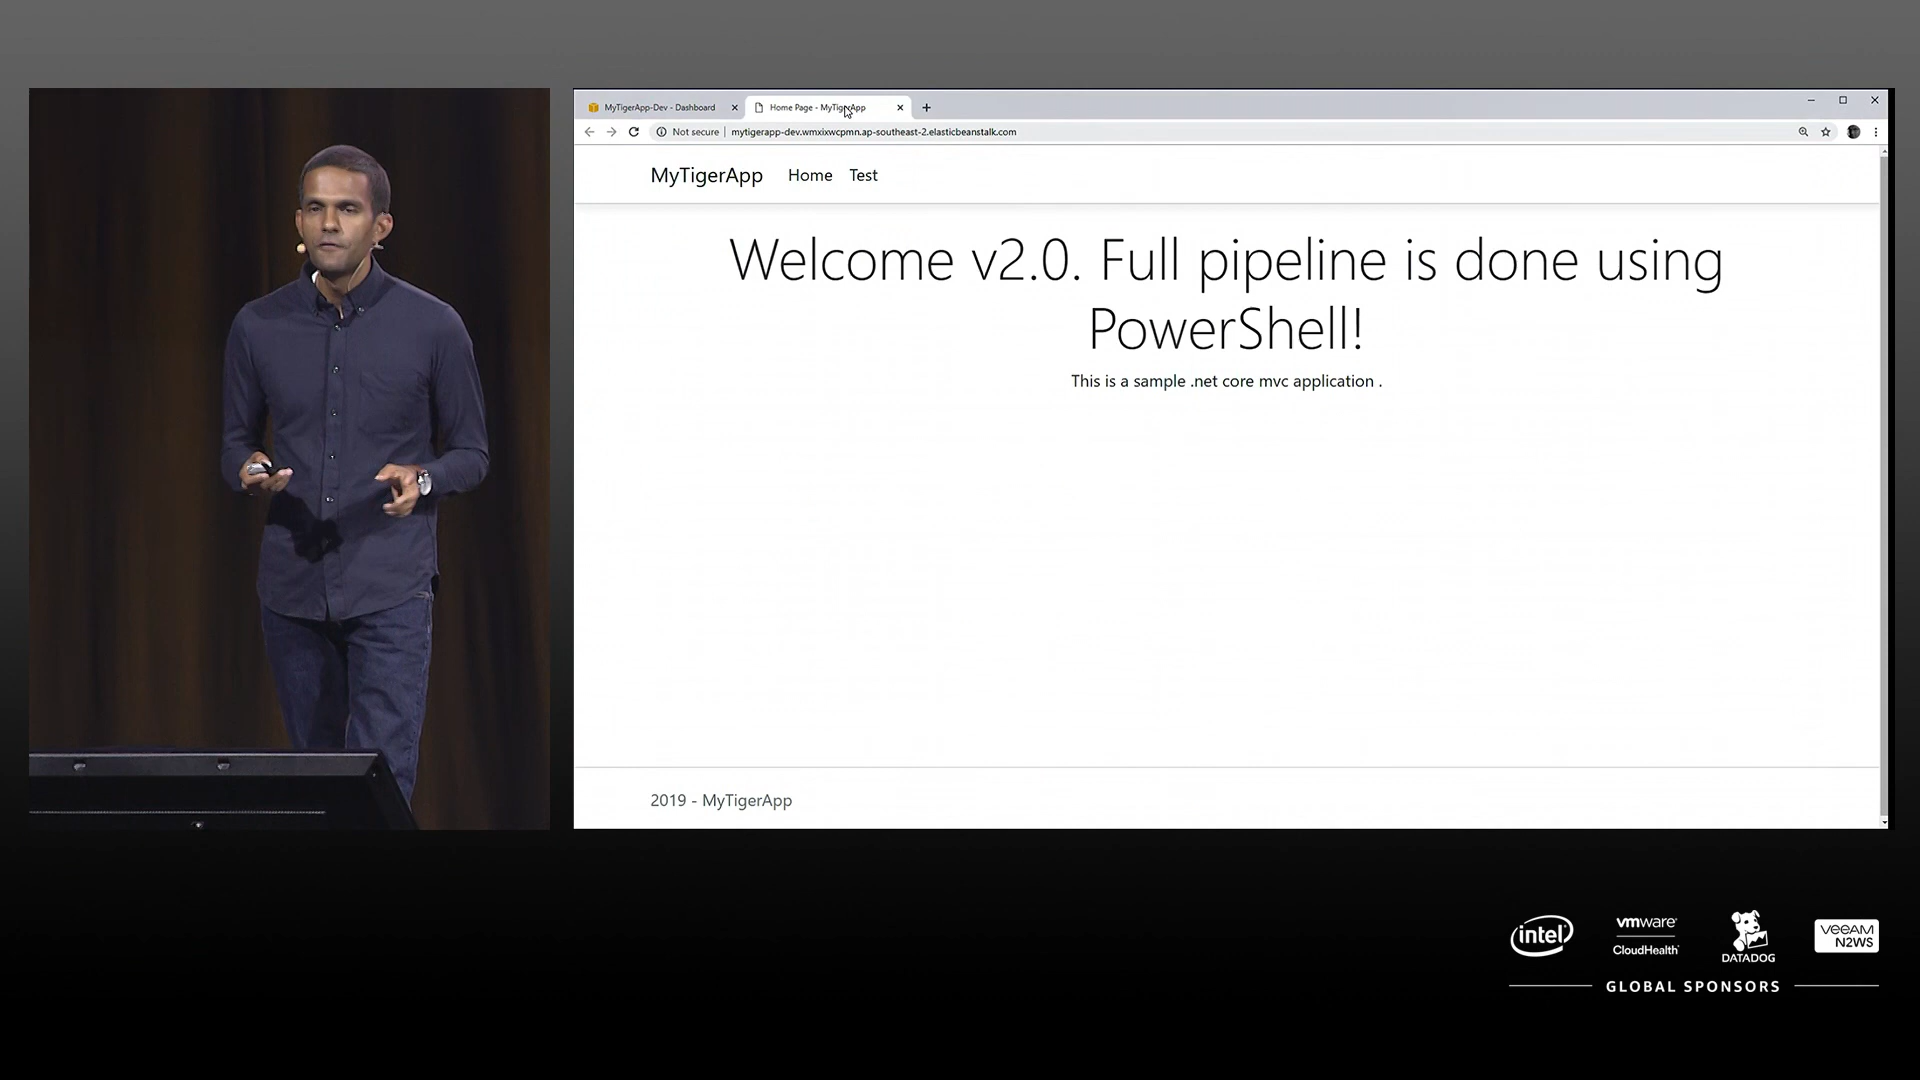 MyTigerApp-Dev - Dashboard
Home Page - MyTigerApp
Not secure
mytigerapp-dev.wmxixwcpmn.ap-southeast-2.elasticbeanstalk.com
MyTigerApp Home Test
Welcome v2.0. Full pipeline is done using
PowerShell!
This is a sample .net core mvc application .
2019 - MyTigerApp
intel
vmware
CloudHealth
DATADOG
VEEAM
N2WS
GLOBAL SPONSORS